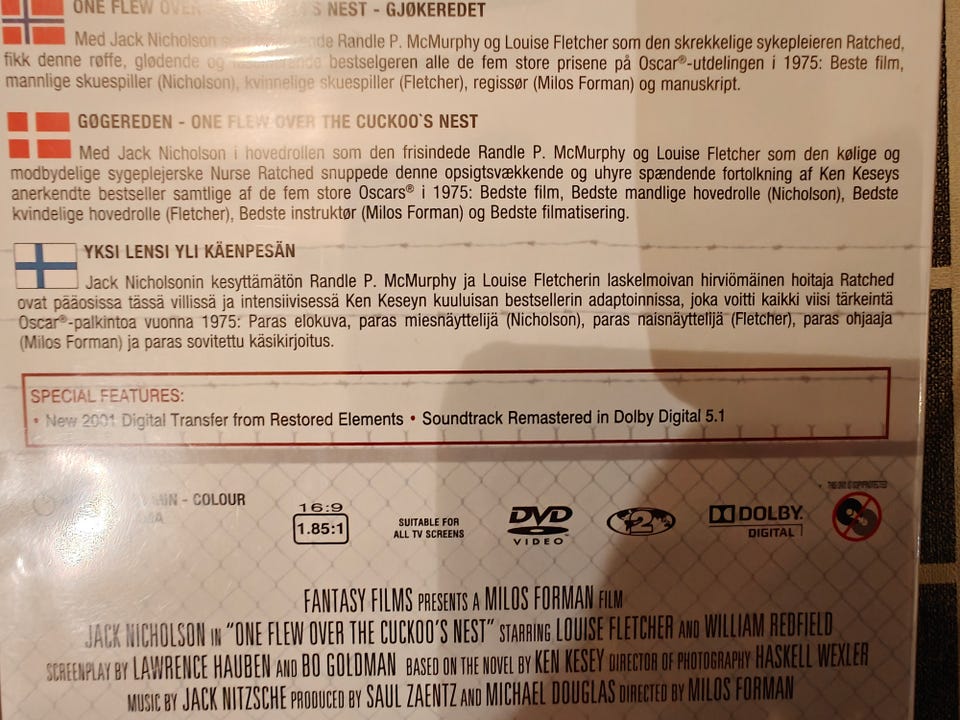 ONE FLEW OVER 'S NEST - GJØKEREDET
Med Jack Nicholson som Randle P. McMurphy og Louise Fletcher som den skrekkelige sykepleieren Ratched,
fikk denne røffe, glødende og bestselgeren alle de fem store prisene på Oscar®-utdelingen i 1975: Beste film,
mannlige skuespiller (Nicholson), kvinnelige skuespiller (Fletcher), regissør (Milos Forman) og manuskript.
GØGEREDEN - ONE FLEW OVER THE CUCKOO`S NEST
Med Jack Nicholson i hovedrollen som den frisindede Randle P. McMurphy og Louise Fletcher som den kølige og
modbydelige sygeplejerske Nurse Ratched snuppede denne opsigtsvækkende og uhyre spændende fortolkning af Ken Keseys
anerkendte bestseller samtlige af de fem store Oscars® i 1975: Bedste film, Bedste mandlige hovedrolle (Nicholson), Bedste
kvindelige hovedrolle (Fletcher), Bedste instruktør (Milos Forman) og Bedste filmatisering.
YKSI LENSI YLI KÄENPESÄN
Jack Nicholsonin kesyttämätön Randle P. McMurphy ja Louise Fletcherin laskelmoivan hirviömäinen hoitaja Ratched
ovat pääosissa tässä villissä ja intensiivisessä Ken Keseyn kuuluisan bestsellerin adaptoinnissa, joka voitti kaikki viisi tärkeintä
Oscar®-palkintoa vuonna 1975: Paras elokuva, paras miesnäyttelijä (Nicholson), paras naisnäyttelijä (Fletcher), paras ohjaaja
(Milos Forman) ja paras sovitettu käsikirjoitus.
SPECIAL FEATURES:
• New 2001 Digital Transfer from Restored Elements • Soundtrack Remastered in Dolby Digital 5.1
MIN - COLOUR
16:9
1.85:1
SUITABLE FOR
ALL TV SCREENS
DVD
VIDEO
2
DOLBY
DIGITAL
THIS DVD IS COPYPROTECTED
FANTASY FILMS PRESENTS A MILOS FORMAN FILM
JACK NICHOLSON IN "ONE FLEW OVER THE CUCKOO'S NEST" STARRING LOUISE FLETCHER AND WILLIAM REDFIELD
SCREENPLAY BY LAWRENCE HAUBEN AND BO GOLDMAN BASED ON THE NOVEL BY KEN KESEY DIRECTOR OF PHOTOGRAPHY HASKELL WEXLER
MUSIC BY JACK NITZSCHE PRODUCED BY SAUL ZAENTZ AND MICHAEL DOUGLAS DIRECTED BY MILOS FORMAN